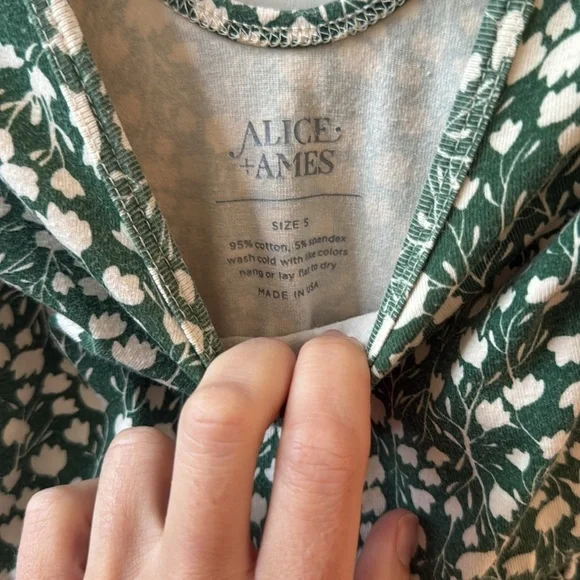 ALICE
+AMES
SIZE 5
95% cotton, 5% spandex
wash cold with like colors
hang or lay flat to dry
MADE IN USA